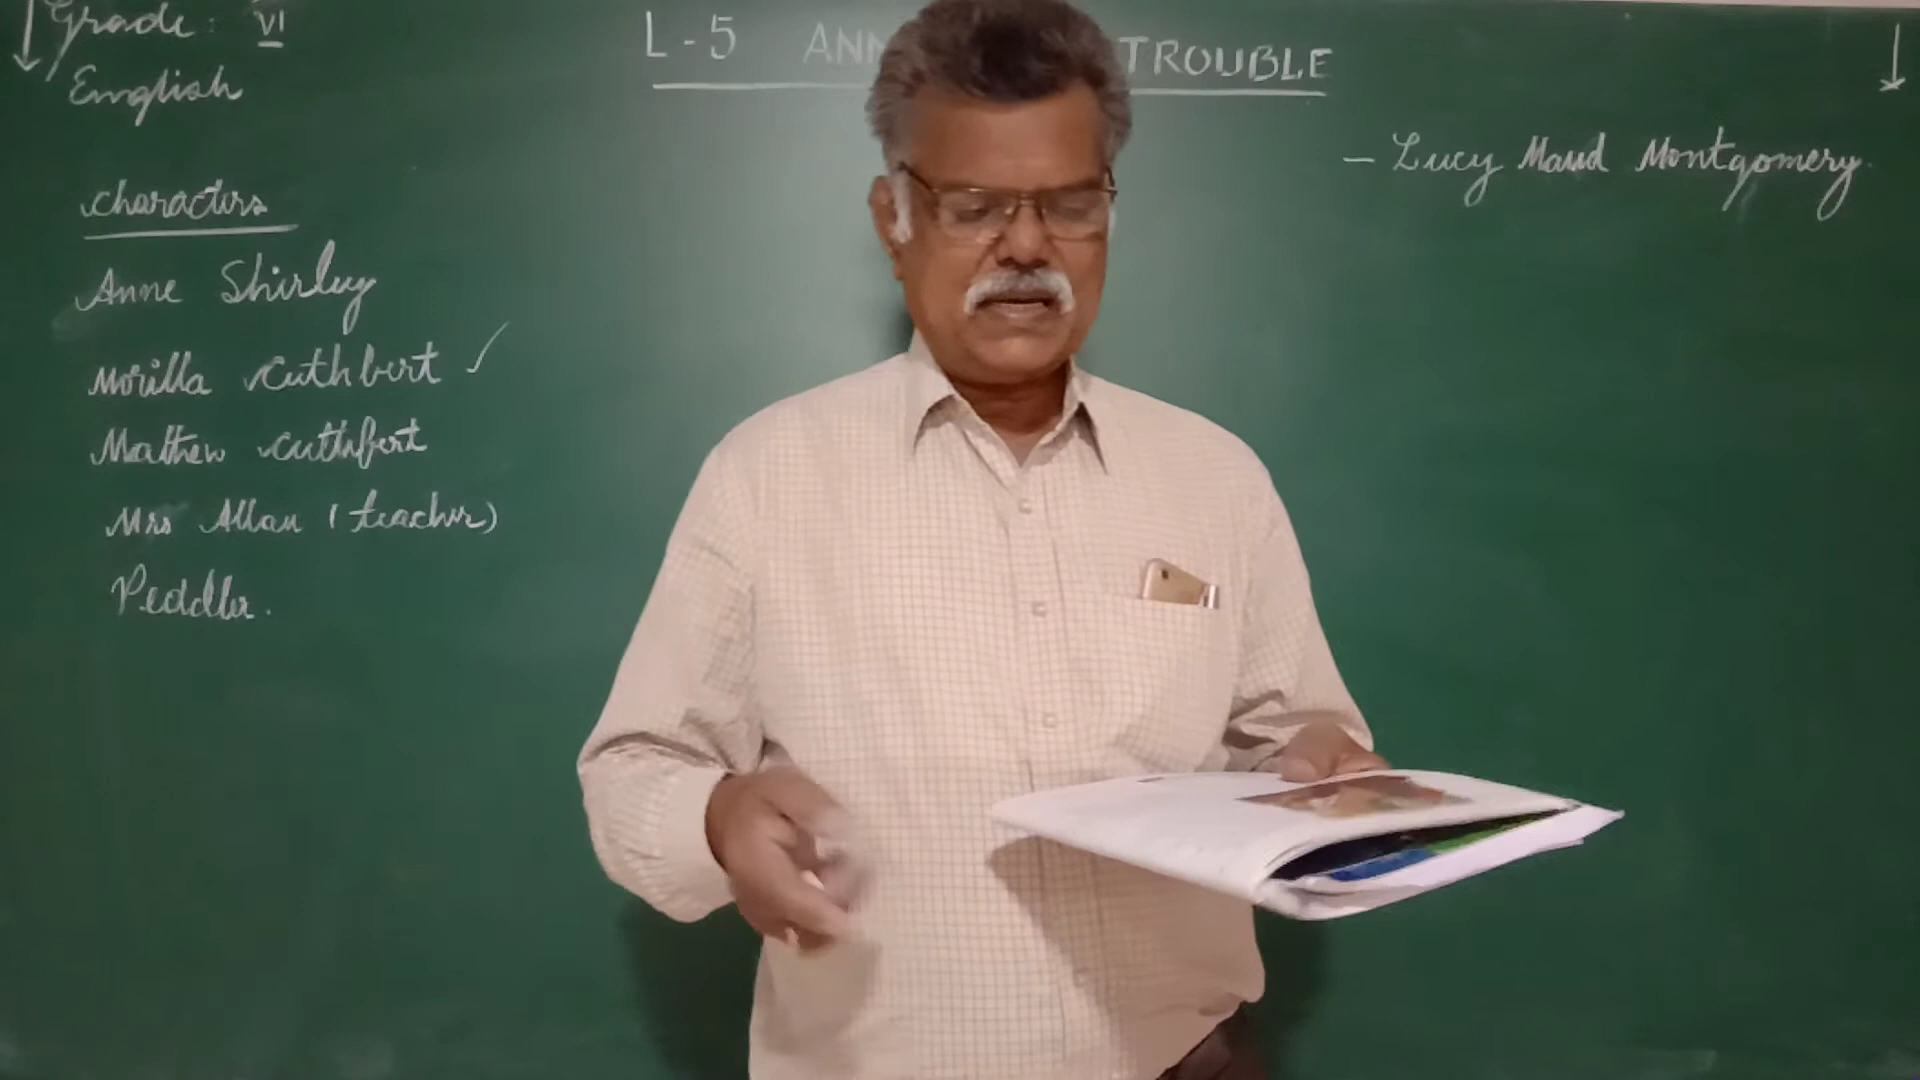 Grade: VI
English
L-5 ANN TROUBLE
- Lucy Maud Montgomery.
characters
Anne Shirley
Morilla Cuthbert ✓
Mathew Cuthbert
Mrs Allan (teacher)
Peddler.